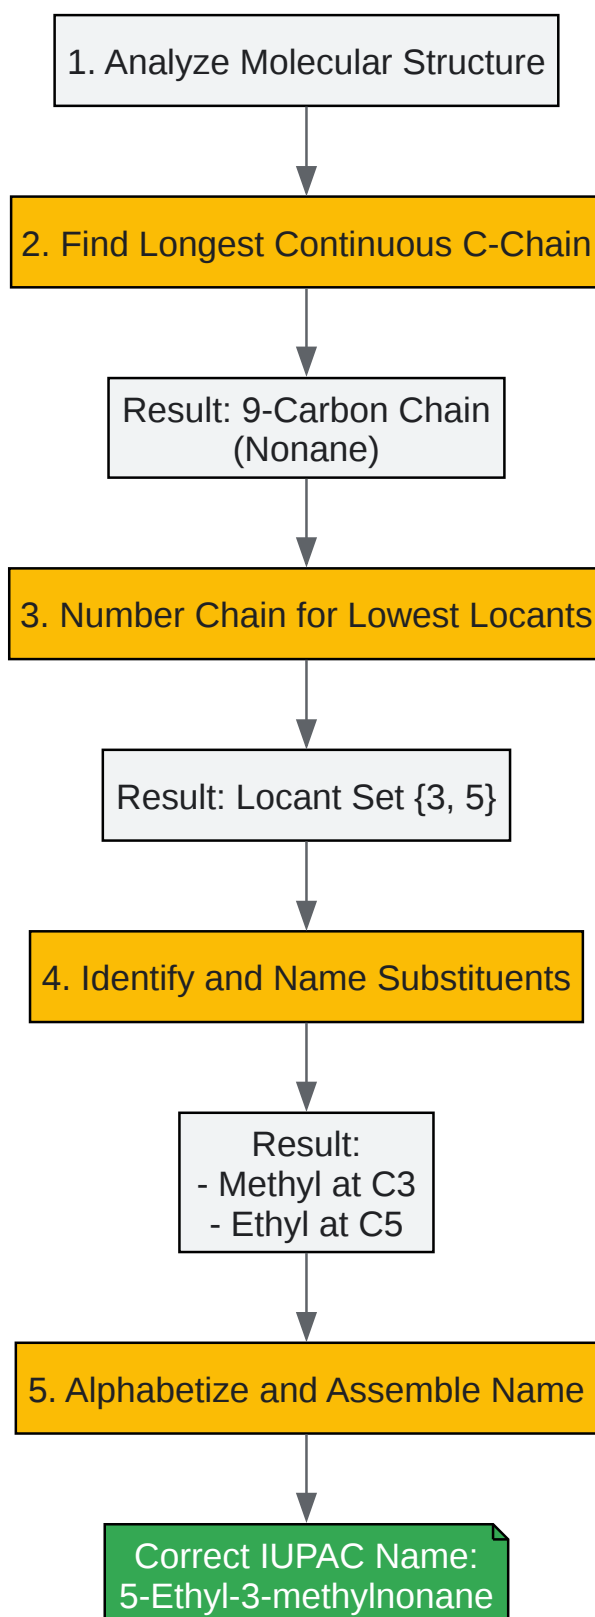 1. Analyze Molecular Structure
2. Find Longest Continuous C-Chain
Result: 9-Carbon Chain
(Nonane)
3. Number Chain for Lowest Locants
Result: Locant Set {3, 5}
4. Identify and Name Substituents
Result:
- Methyl at C3
- Ethyl at C5
5. Alphabetize and Assemble Name
Correct IUPAC Name:
5-Ethyl-3-methylnonane